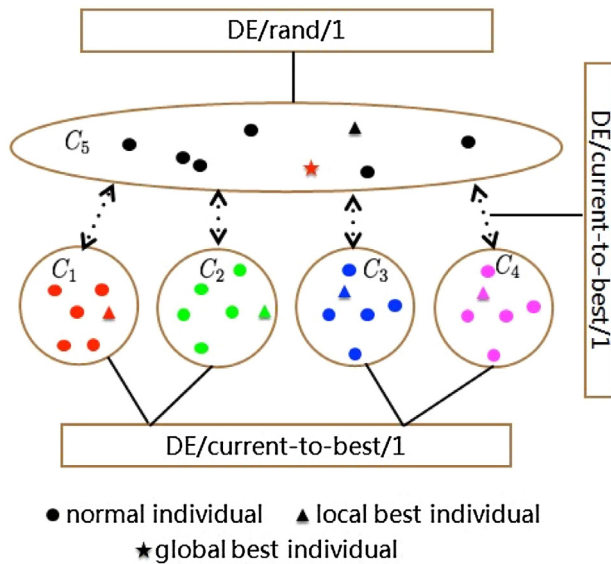 DE/rand/1
C5
DE/current-to-best/1
C1
C2
C3
C4
DE/current-to-best/1
normal individual
local best individual
global best individual